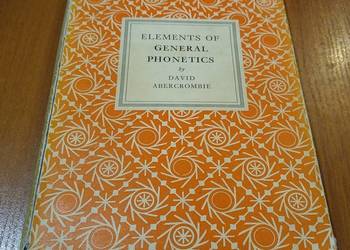 ELEMENTS OF
GENERAL
PHONETICS
by
DAVID
ABERCROMBIE